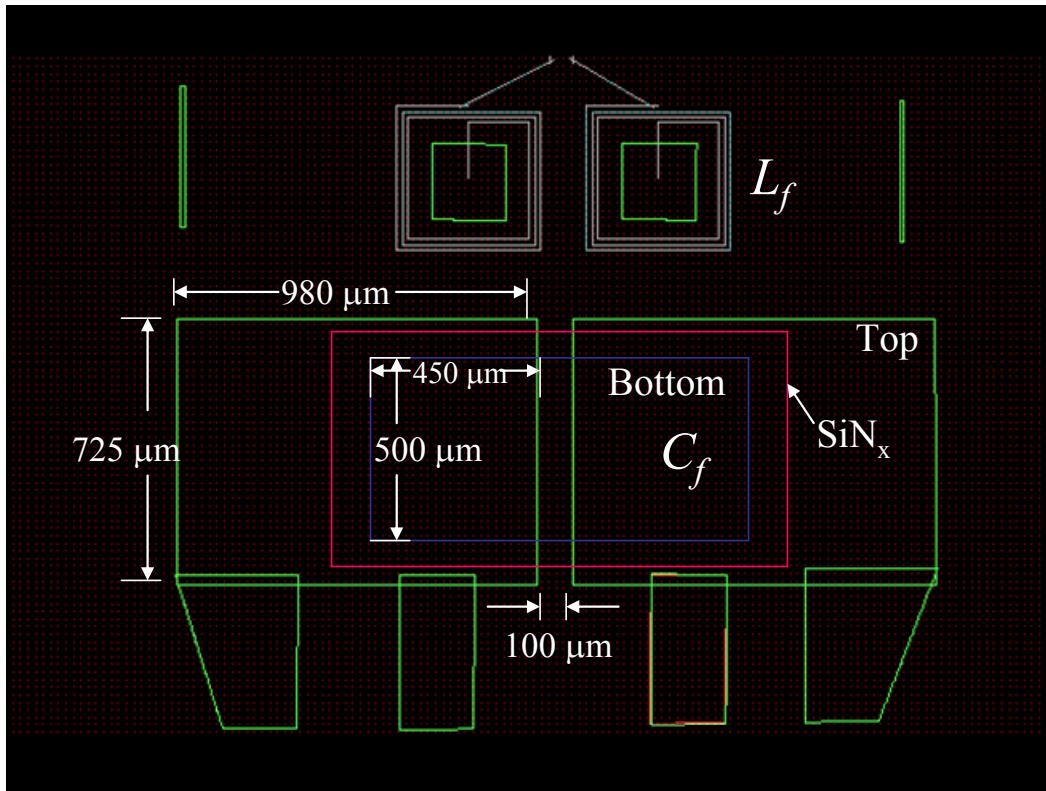 L_f
980 μm
Top
450 μm
Bottom
725 μm
500 μm
C_f
SiN_x
100 μm